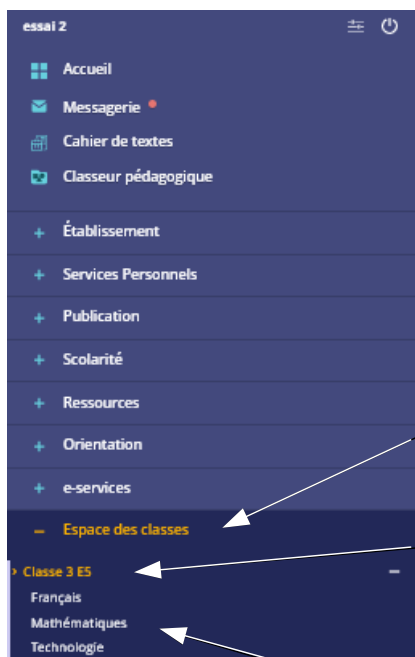 essai 2
Accueil
Messagerie
Cahier de textes
Classeur pédagogique
+ Établissement
+ Services Personnels
+ Publication
+ Scolarité
+ Ressources
+ Orientation
+ e-services
– Espace des classes
› Classe 3 E5 –
Français
Mathématiques
Technologie